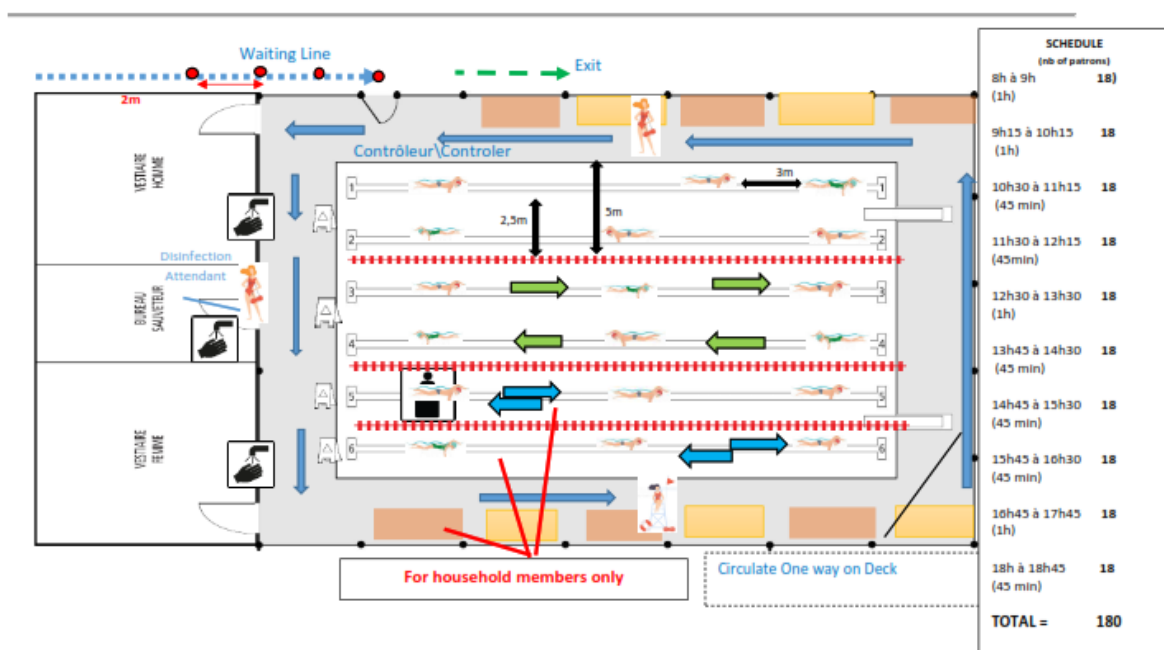 Waiting Line
Exit
2m
Contrôleur\Controler
VESTIAIRE
HOMME
1
1
3m
2,5m
5m
2
2
Disinfection
Attendant
BUREAU
SAUVETEUR
3
3
4
4
5
5
VESTIAIRE
FEMME
6
6
For household members only
Circulate One way on Deck
SCHEDULE
(nb of patrons)
8h à 9h 18)
(1h)
9h15 à 10h15 18
(1h)
10h30 à 11h15 18
(45 min)
11h30 à 12h15 18
(45min)
12h30 à 13h30 18
(1h)
13h45 à 14h30 18
(45 min)
14h45 à 15h30 18
(45 min)
15h45 à 16h30 18
(45 min)
16h45 à 17h45 18
(1h)
18h à 18h45 18
(45 min)
TOTAL = 180